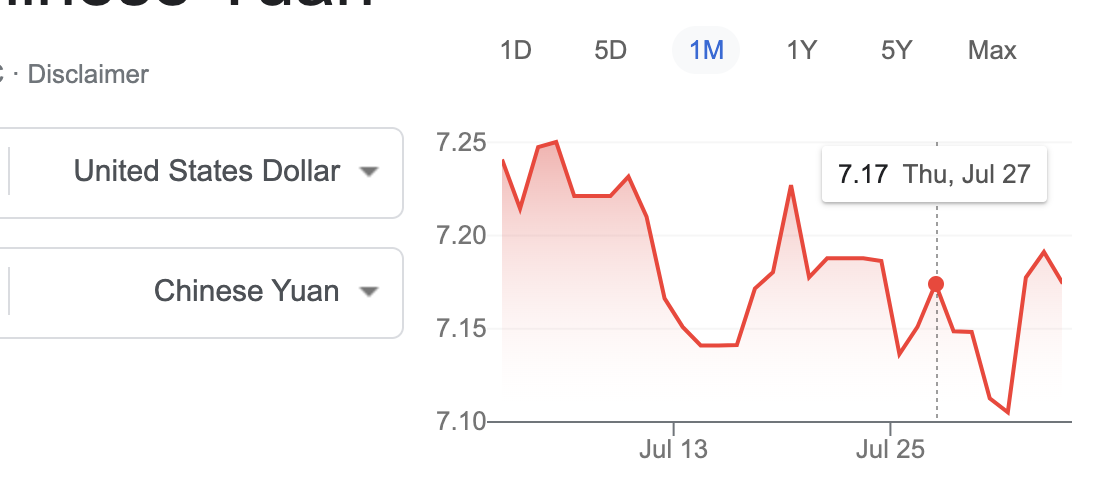 1D 5D 1M 1Y 5Y Max
· Disclaimer
7.25
United States Dollar
7.17 Thu, Jul 27
7.20
Chinese Yuan
7.15
7.10
Jul 13 Jul 25